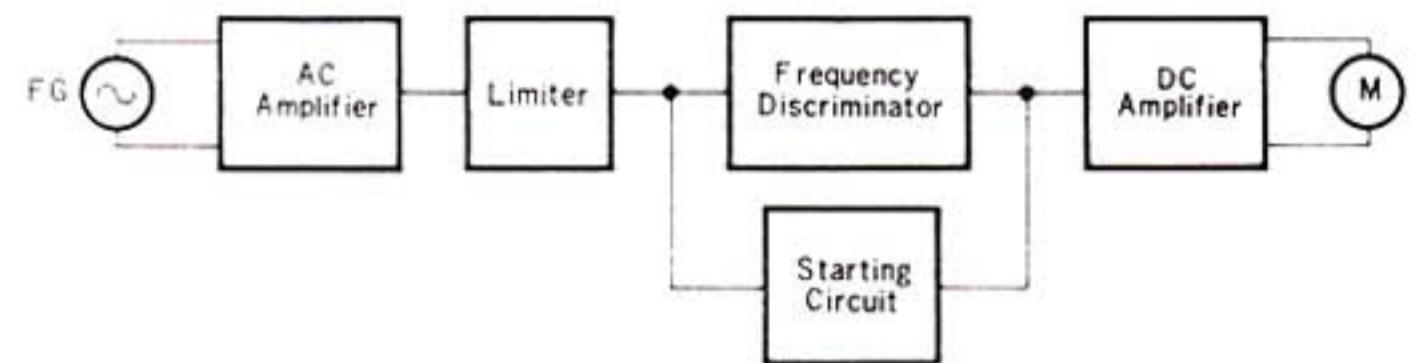 FG
AC
Amplifier
Limiter
Frequency
Discriminator
DC
Amplifier
M
Starting
Circuit